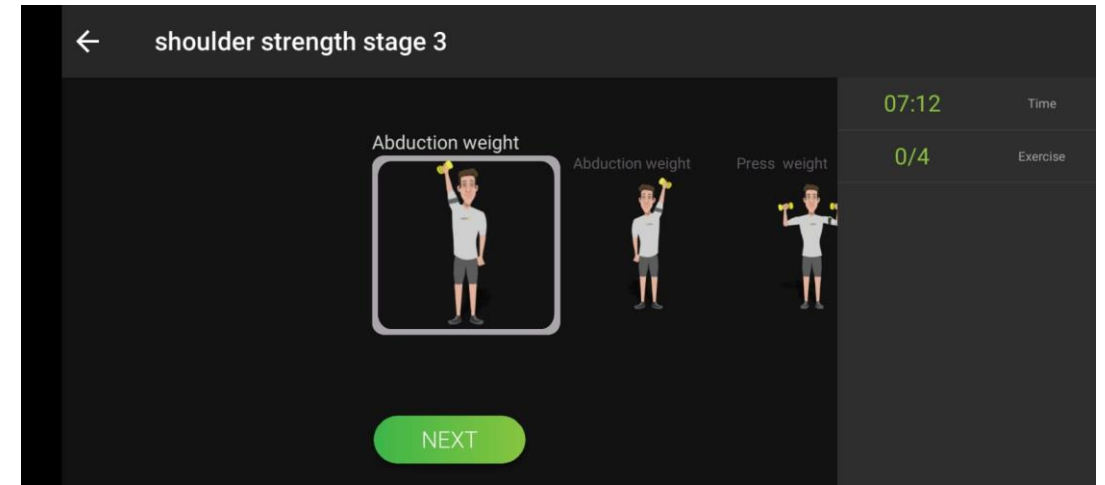 shoulder strength stage 3
07:12 Time
Abduction weight
Abduction weight
Press weight
0/4 Exercise
NEXT